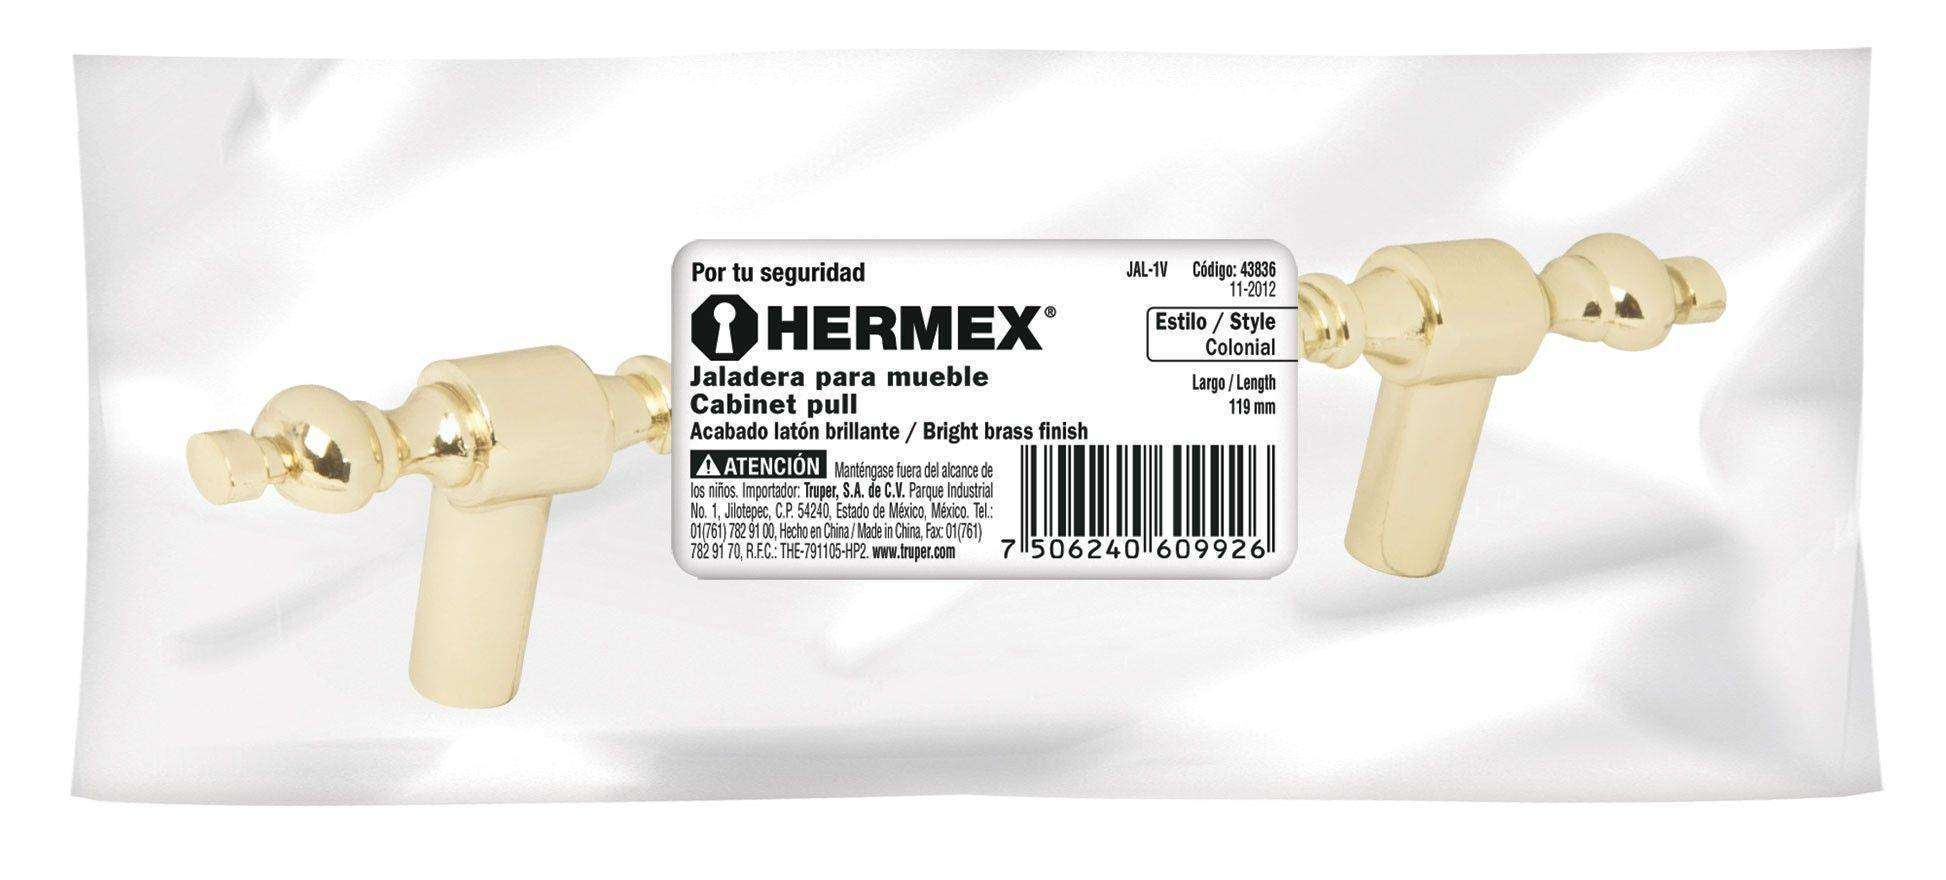 Por tu seguridad
HERMEX®
Jaladera para mueble
Cabinet pull
Acabado latón brillante / Bright brass finish
JAL-1V Código: 43836
11-2012
Estilo / Style
Colonial
Largo / Length
119 mm
ATENCIÓN Manténgase fuera del alcance de
los niños. Importador: Truper, S.A. de C.V. Parque Industrial
No. 1, Jilotepec, C.P. 54240, Estado de México, México. Tel.:
01(761) 782 91 00, Hecho en China / Made in China, Fax: 01(761)
782 91 70, R.F.C.: THE-791105-HP2. www.truper.com
7 506240 609926